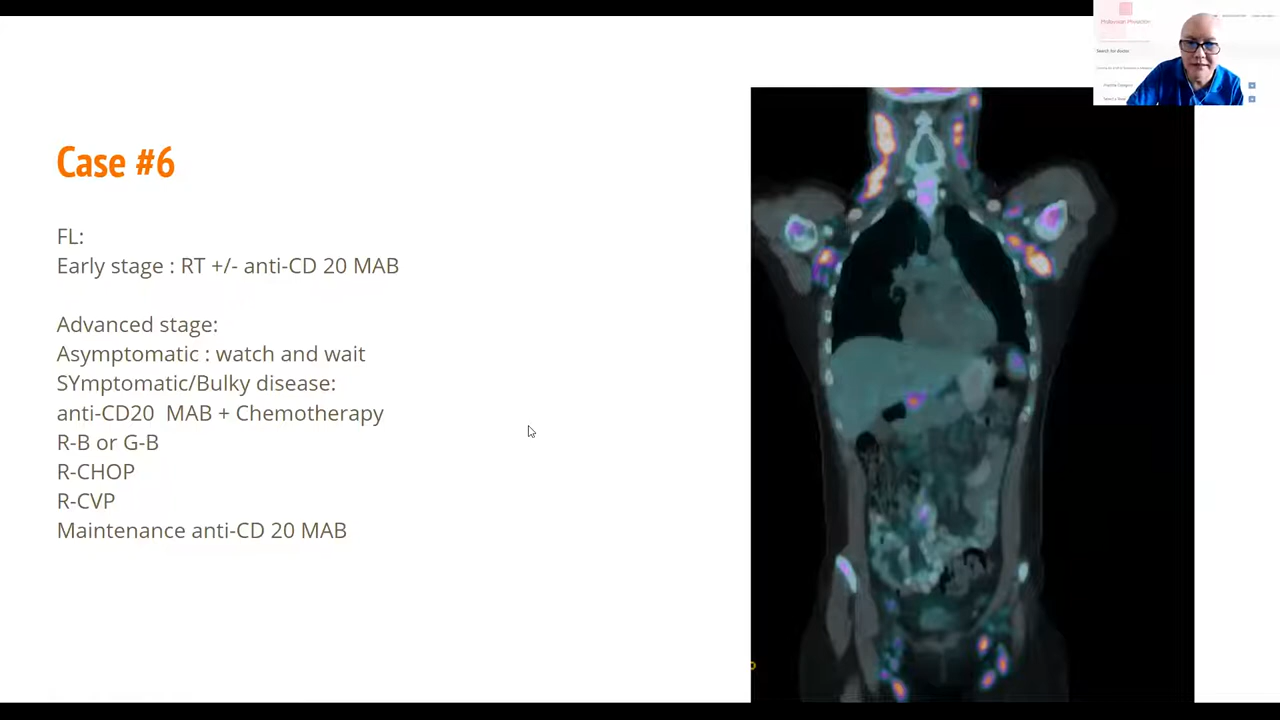 Case #6
FL:
Early stage : RT +/- anti-CD 20 MAB
Advanced stage:
Asymptomatic : watch and wait
SYmptomatic/Bulky disease:
anti-CD20 MAB + Chemotherapy
R-B or G-B
R-CHOP
R-CVP
Maintenance anti-CD 20 MAB